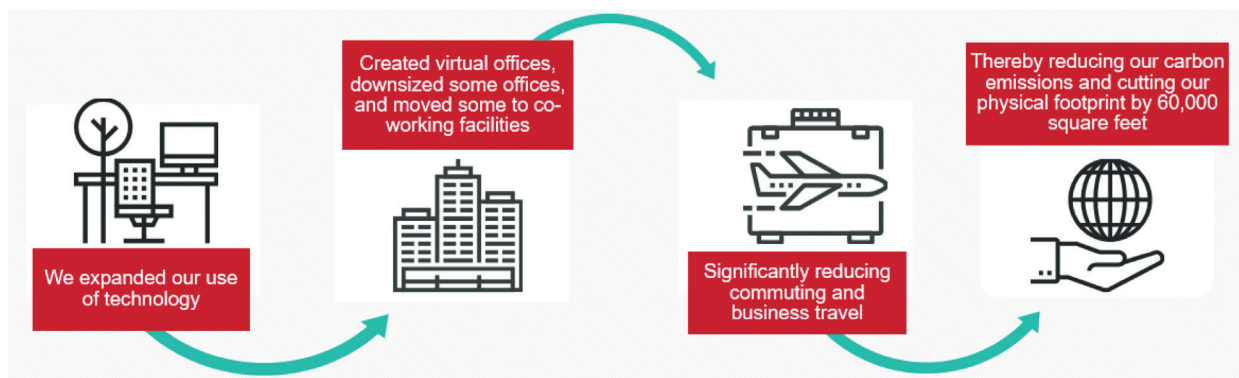 We expanded our use
of technology
Created virtual offices,
downsized some offices,
and moved some to co-
working facilities
Significantly reducing
commuting and
business travel
Thereby reducing our carbon
emissions and cutting our
physical footprint by 60,000
square feet